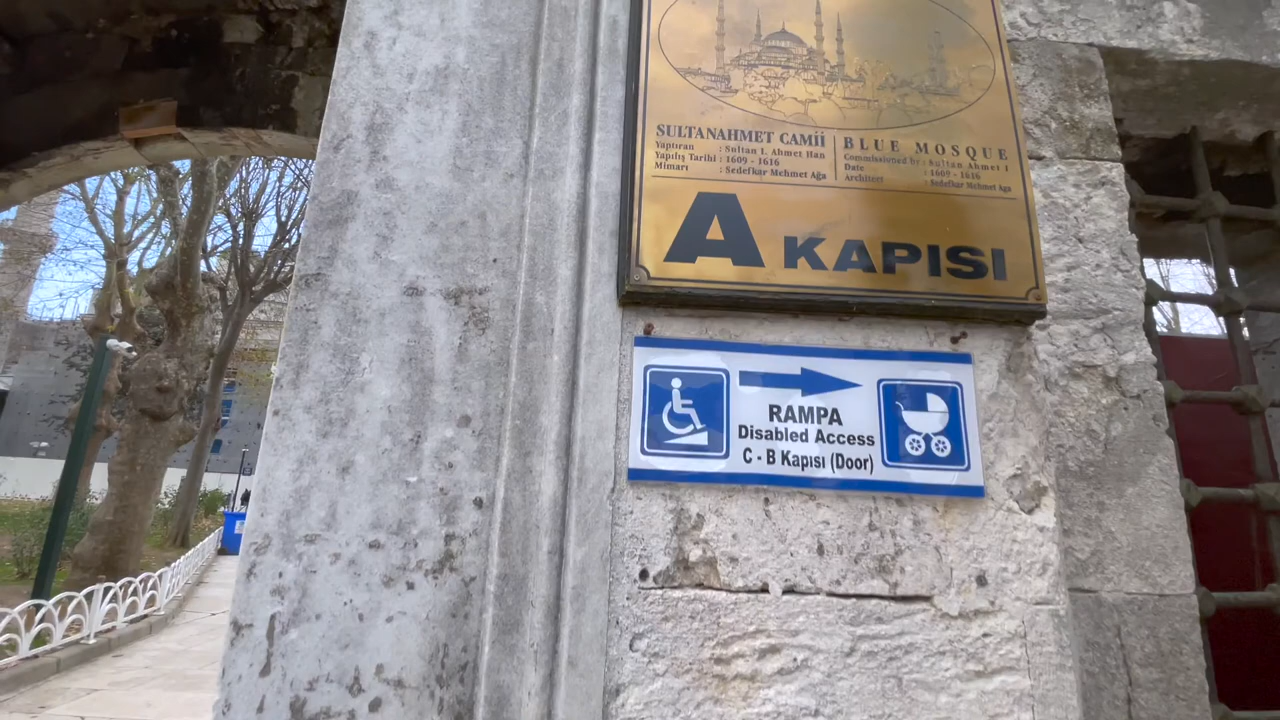 SULTANAHMET CAMİİ
Yaptıran : Sultan I. Ahmet Han
Yapılış Tarihi : 1609 - 1616
Mimarı : Sedefkar Mehmet Ağa
BLUE MOSQUE
Commissioned by : Sultan Ahmet I
Date : 1609 - 1616
Architect : Sedefkar Mehmet Ağa
A KAPISI
RAMPA
Disabled Access
C - B Kapısı (Door)